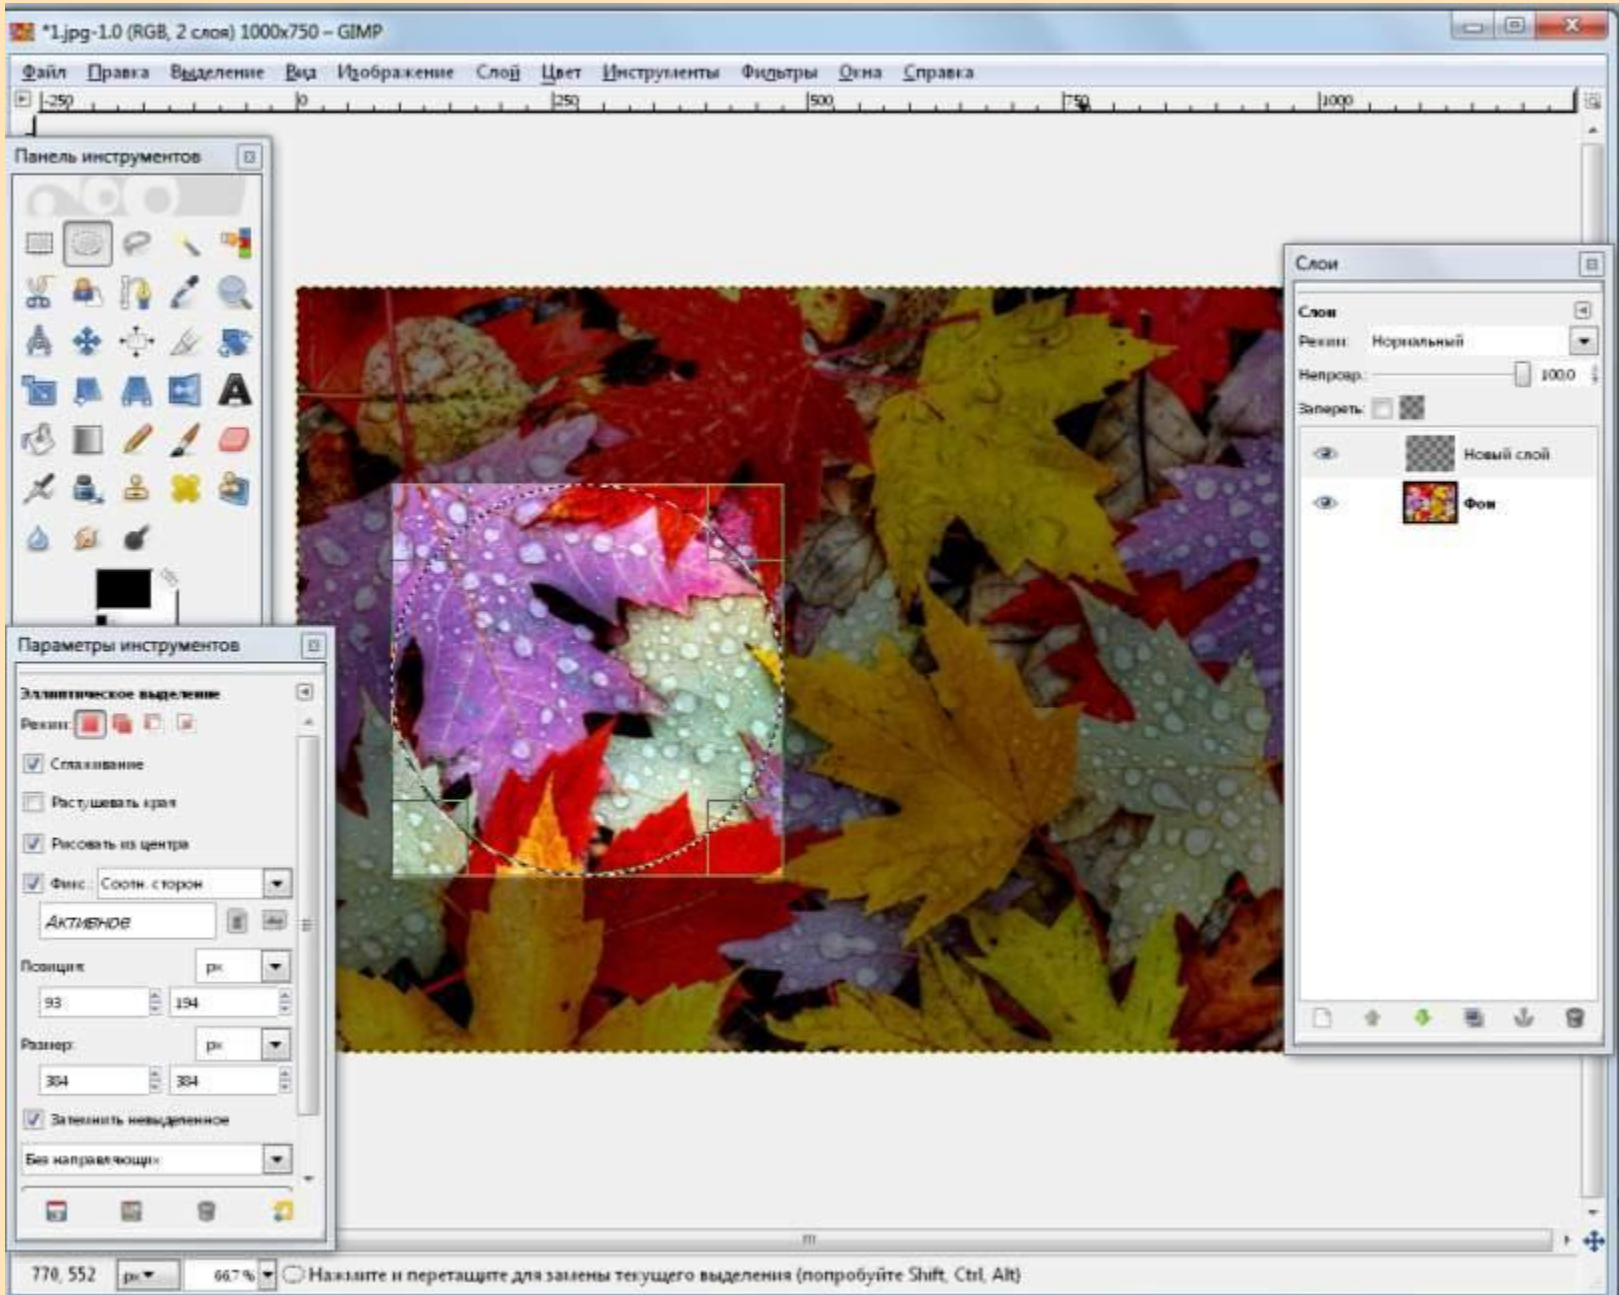 *1.jpg-1.0 (RGB, 2 слоя) 1000x750 – GIMP
Файл Правка Выделение Вид Изображение Слой Цвет Инструменты Фильтры Окна Справка
-250 0 250 500 750 1000
Панель инструментов
Слои
Слои
Режим: Нормальный
Непрозр.: 100,0
Запереть:
Новый слой
Фон
Параметры инструментов
Эллиптическое выделение
Режим:
Сглаживание
Растушевать края
Рисовать из центра
Фикс.: Соотн. сторон
Активное
Позиция: px
93 194
Размер: px
384 384
Затемнить невыделенное
Без направляющих
770, 552 px 66,7 % Нажмите и перетащите для замены текущего выделения (попробуйте Shift, Ctrl, Alt)